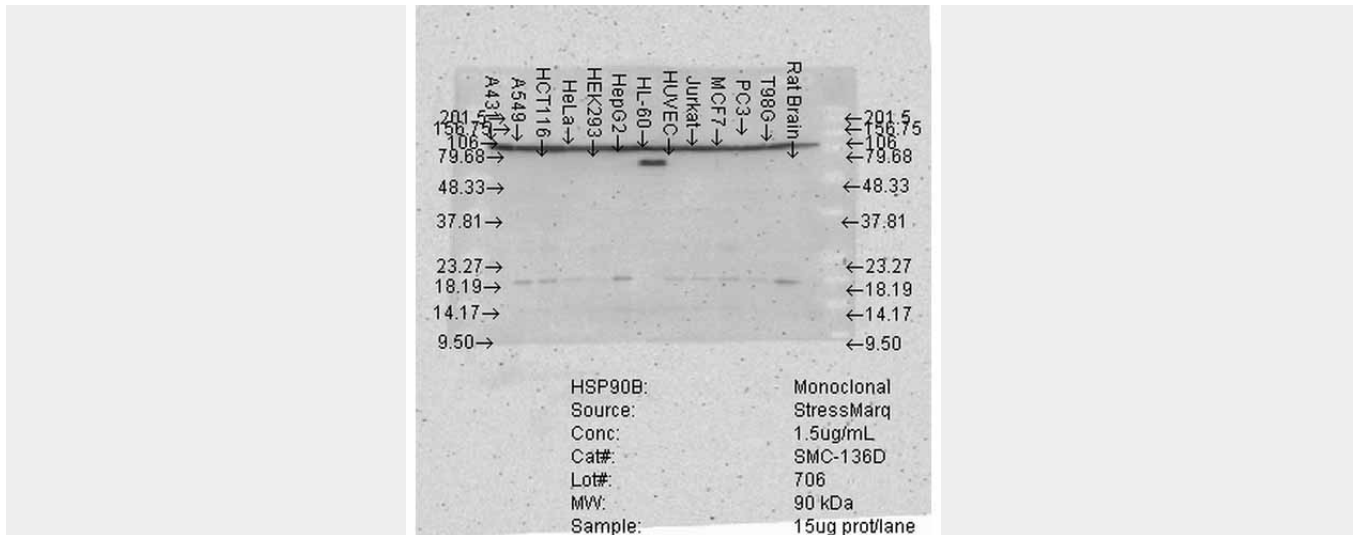 A431
A549→
HCT116→
HeLa→
HEK293→
HepG2→
HL-60→
HUVEC→
Jurkat→
MCF7→
PC3→
T98G→
Rat Brain→
201.5→
156.75→
106→
79.68→
48.33→
37.81→
23.27→
18.19→
14.17→
9.50→
←201.5
←156.75
←106
←79.68
←48.33
←37.81
←23.27
←18.19
←14.17
←9.50
HSP90B: Monoclonal
Source: StressMarq
Conc: 1.5ug/mL
Cat#: SMC-136D
Lot#: 706
MW: 90 kDa
Sample: 15ug prot/lane